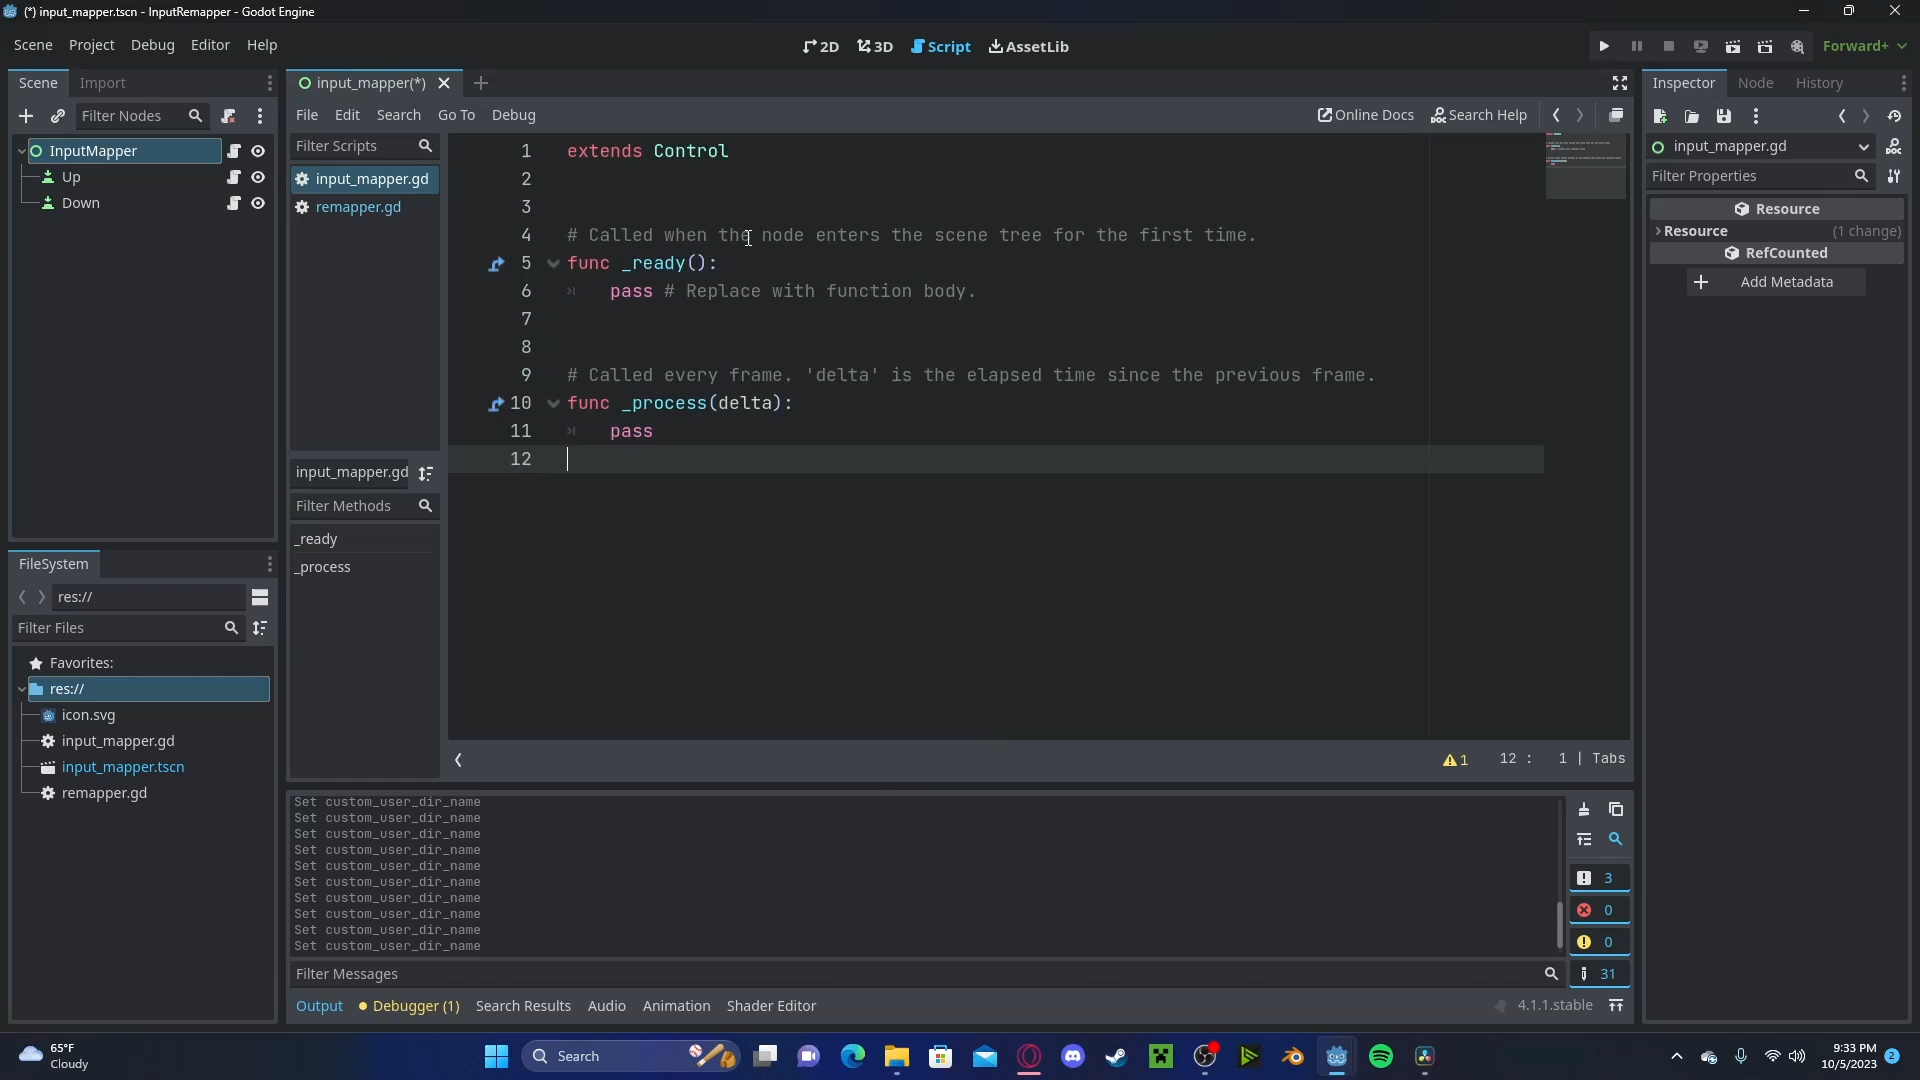 (*) input_mapper.tscn - InputRemapper - Godot Engine
Scene Project Debug Editor Help
2D 3D Script AssetLib
Forward+
Scene Import
Filter Nodes
InputMapper
Up
Down
FileSystem
res://
Filter Files
Favorites:
res://
icon.svg
input_mapper.gd
input_mapper.tscn
remapper.gd
input_mapper(*)
File Edit Search Go To Debug
Online Docs Search Help
Filter Scripts
input_mapper.gd
remapper.gd
input_mapper.gd
Filter Methods
_ready
_process
1 extends Control
2
3
4 # Called when the node enters the scene tree for the first time.
5 func _ready():
6 pass # Replace with function body.
7
8
9 # Called every frame. 'delta' is the elapsed time since the previous frame.
10 func _process(delta):
11 pass
12
1 12 : 1 | Tabs
Set custom_user_dir_name
Set custom_user_dir_name
Set custom_user_dir_name
Set custom_user_dir_name
Set custom_user_dir_name
Set custom_user_dir_name
Set custom_user_dir_name
Set custom_user_dir_name
Set custom_user_dir_name
Set custom_user_dir_name
3
0
0
31
Filter Messages
Output Debugger (1) Search Results Audio Animation Shader Editor
4.1.1.stable
Inspector Node History
input_mapper.gd
Filter Properties
Resource
Resource (1 change)
RefCounted
Add Metadata
65°F
Cloudy
Search
9:33 PM
10/5/2023
2